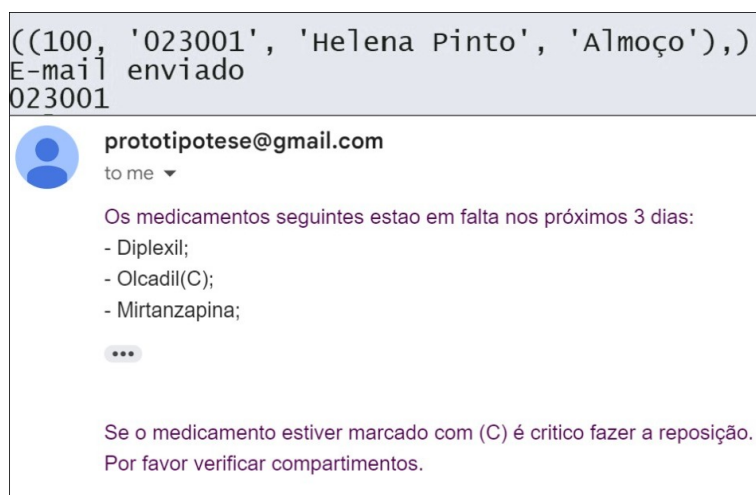 ((100, '023001', 'Helena Pinto', 'Almoço'),)
E-mail enviado
023001
prototipotese@gmail.com
to me
Os medicamentos seguintes estao em falta nos próximos 3 dias:
- Diplexil;
- Olcadil(C);
- Mirtanzapina;
•••
Se o medicamento estiver marcado com (C) é critico fazer a reposição.
Por favor verificar compartimentos.